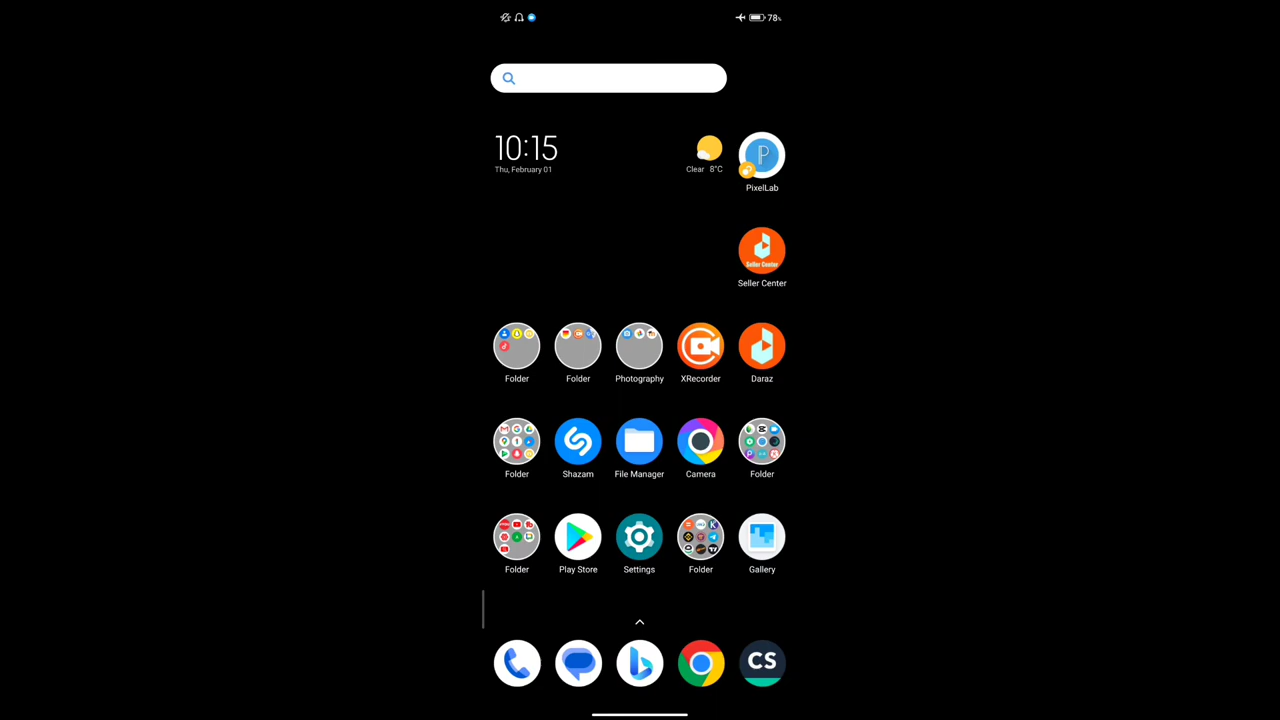 78%
10:15
Thu, February 01
Clear 8°C
P
PixelLab
Seller Center
Seller Center
Folder
Folder
Photography
XRecorder
Daraz
Folder
Shazam
File Manager
Camera
Folder
Folder
Play Store
Settings
Folder
Gallery
CS